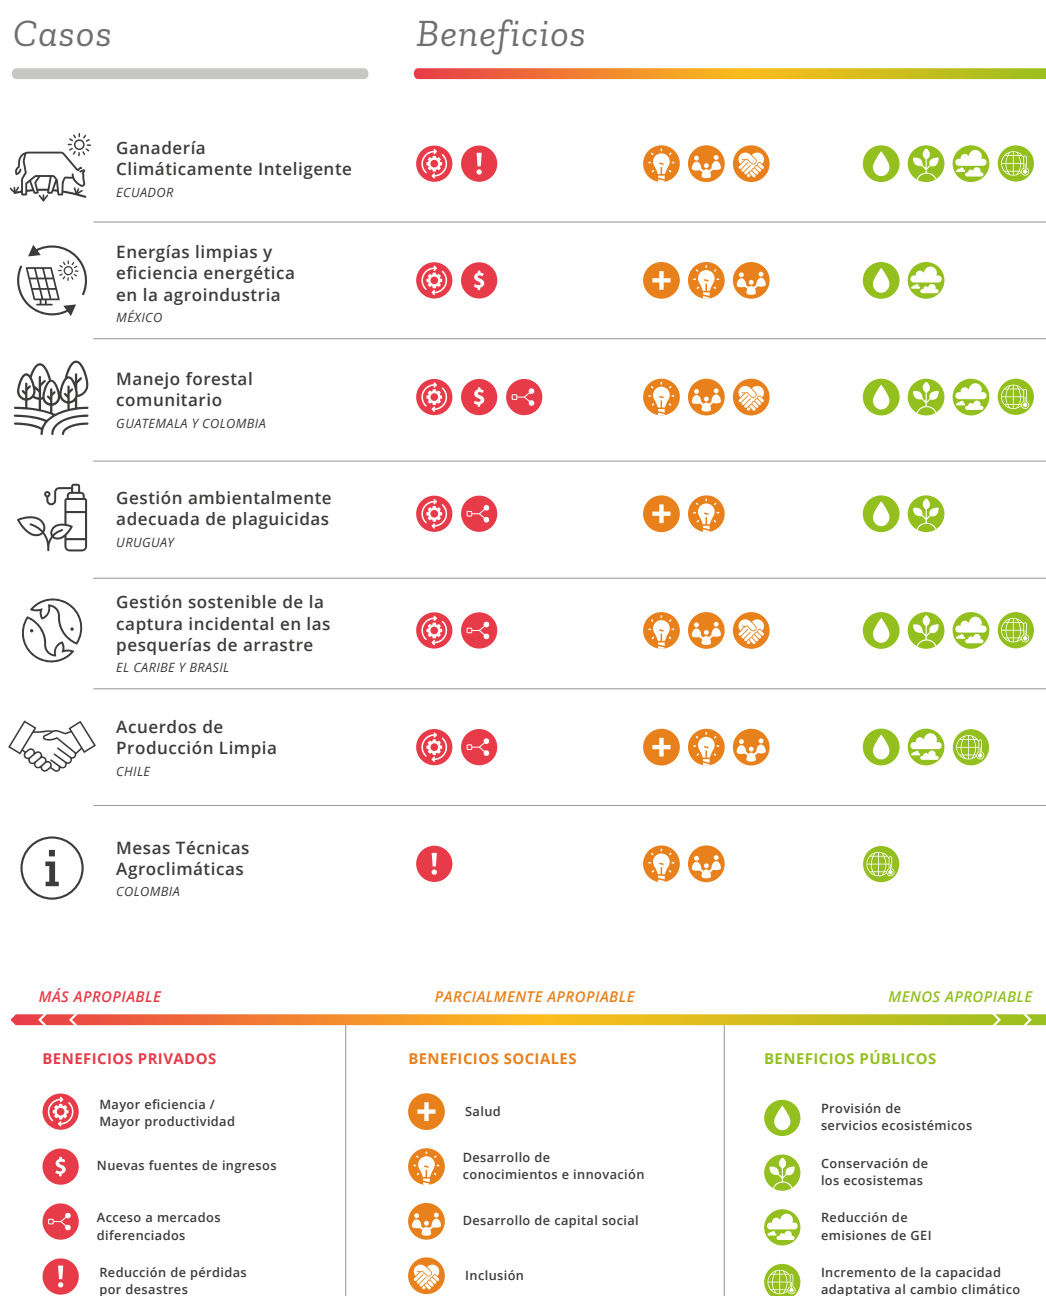 Casos
Beneficios
Ganadería
Climáticamente Inteligente
ECUADOR
Energías limpias y
eficiencia energética
en la agroindustria
MÉXICO
Manejo forestal
comunitario
GUATEMALA Y COLOMBIA
Gestión ambientalmente
adecuada de plaguicidas
URUGUAY
Gestión sostenible de la
captura incidental en las
pesquerías de arrastre
EL CARIBE Y BRASIL
Acuerdos de
Producción Limpia
CHILE
Mesas Técnicas
Agroclimáticas
COLOMBIA
MÁS APROPIABLE
PARCIALMENTE APROPIABLE
MENOS APROPIABLE
BENEFICIOS PRIVADOS
Mayor eficiencia /
Mayor productividad
Nuevas fuentes de ingresos
Acceso a mercados
diferenciados
Reducción de pérdidas
por desastres
BENEFICIOS SOCIALES
Salud
Desarrollo de
conocimientos e innovación
Desarrollo de capital social
Inclusión
BENEFICIOS PÚBLICOS
Provisión de
servicios ecosistémicos
Conservación de
los ecosistemas
Reducción de
emisiones de GEI
Incremento de la capacidad
adaptativa al cambio climático